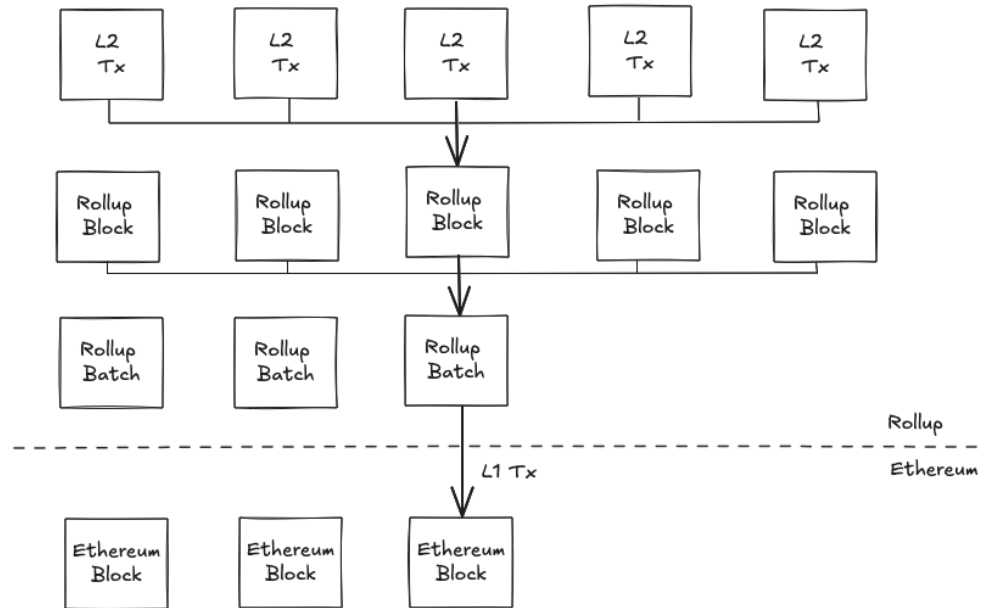 L2
Tx
L2
Tx
L2
Tx
L2
Tx
L2
Tx
Rollup
Block
Rollup
Block
Rollup
Block
Rollup
Block
Rollup
Block
Rollup
Batch
Rollup
Batch
Rollup
Batch
Rollup
Ethereum
L1 Tx
Ethereum
Block
Ethereum
Block
Ethereum
Block